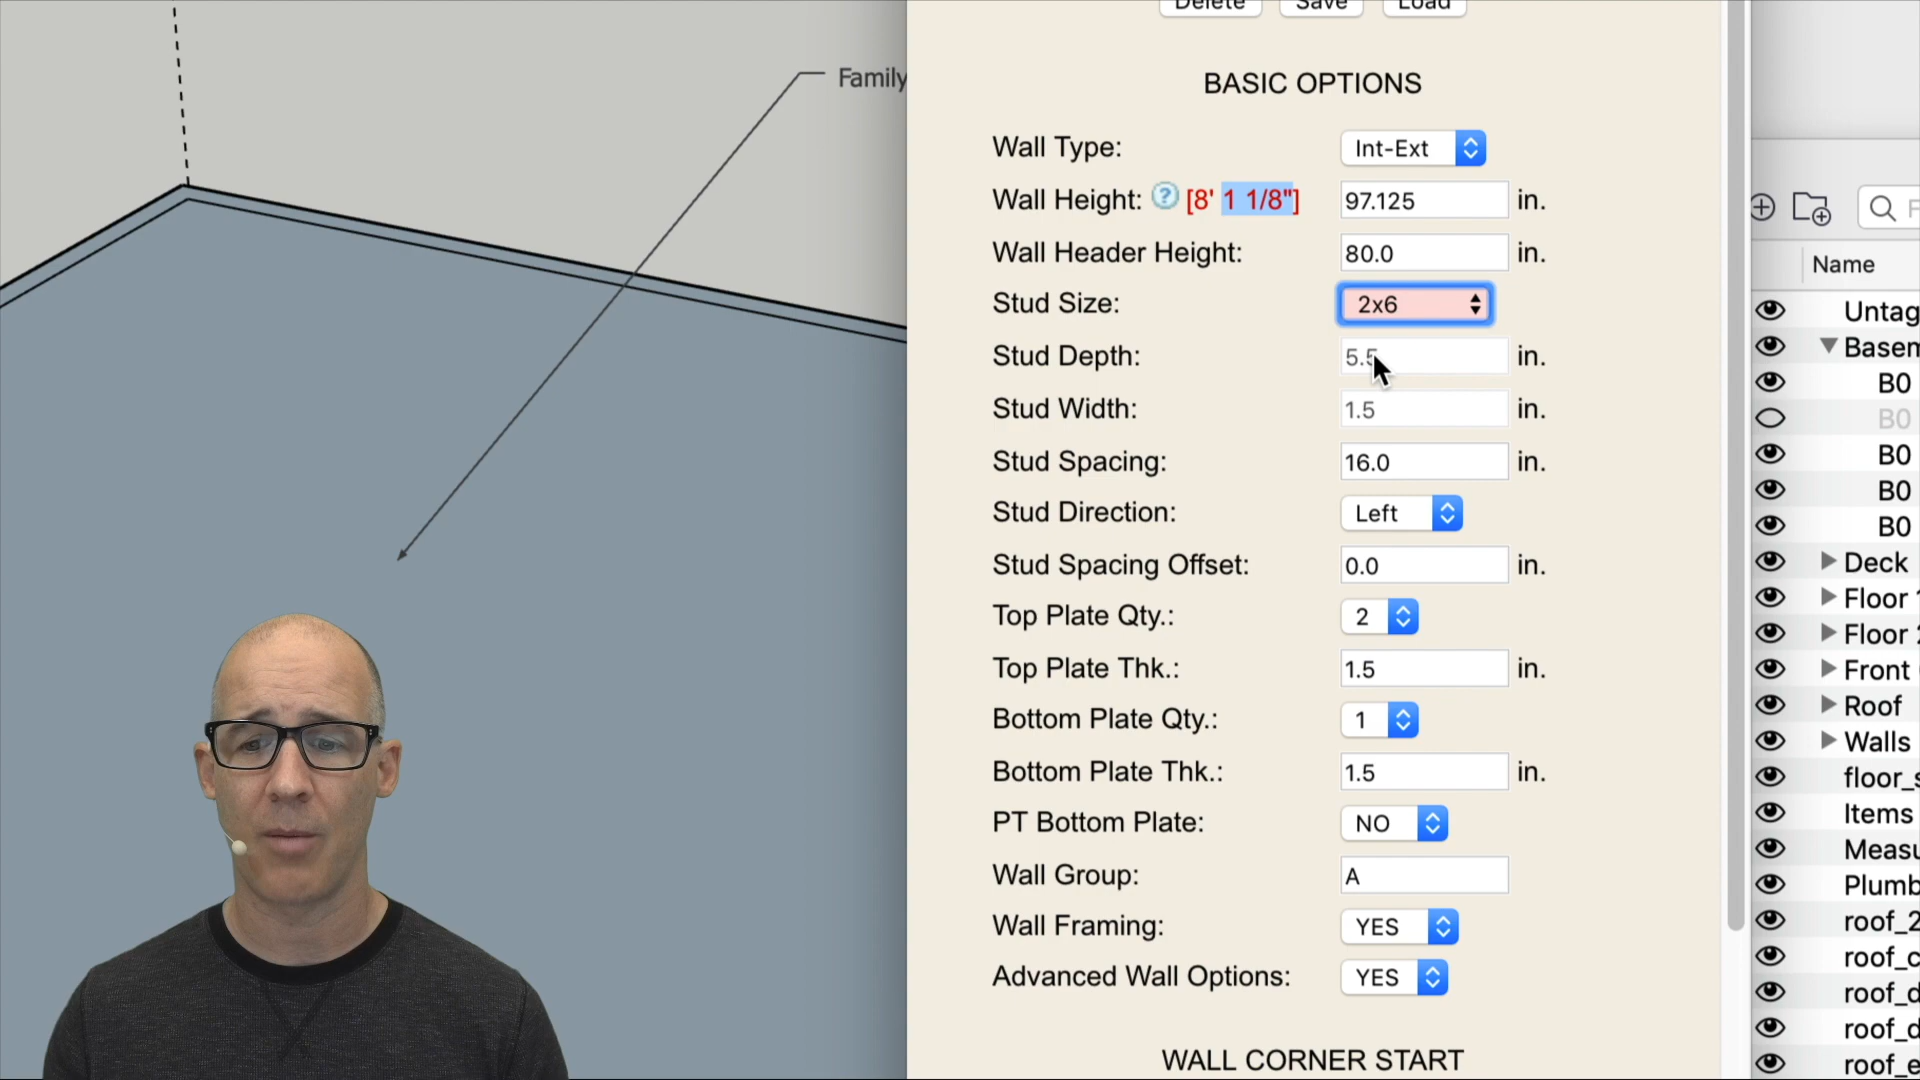 Delete Save Load
Family
BASIC OPTIONS
Wall Type: Int-Ext
Wall Height: ? [8' 1 1/8"] 97.125 in.
Wall Header Height: 80.0 in.
Stud Size: 2x6
Stud Depth: 5.5 in.
Stud Width: 1.5 in.
Stud Spacing: 16.0 in.
Stud Direction: Left
Stud Spacing Offset: 0.0 in.
Top Plate Qty.: 2
Top Plate Thk.: 1.5 in.
Bottom Plate Qty.: 1
Bottom Plate Thk.: 1.5 in.
PT Bottom Plate: NO
Wall Group: A
Wall Framing: YES
Advanced Wall Options: YES
WALL CORNER START
F
Name
Untag
Basem
B0
B0
B0
B0
B0
Deck
Floor 1
Floor 2
Front
Roof
Walls
floor_s
Items
Measu
Plumb
roof_2
roof_c
roof_d
roof_d
roof_e